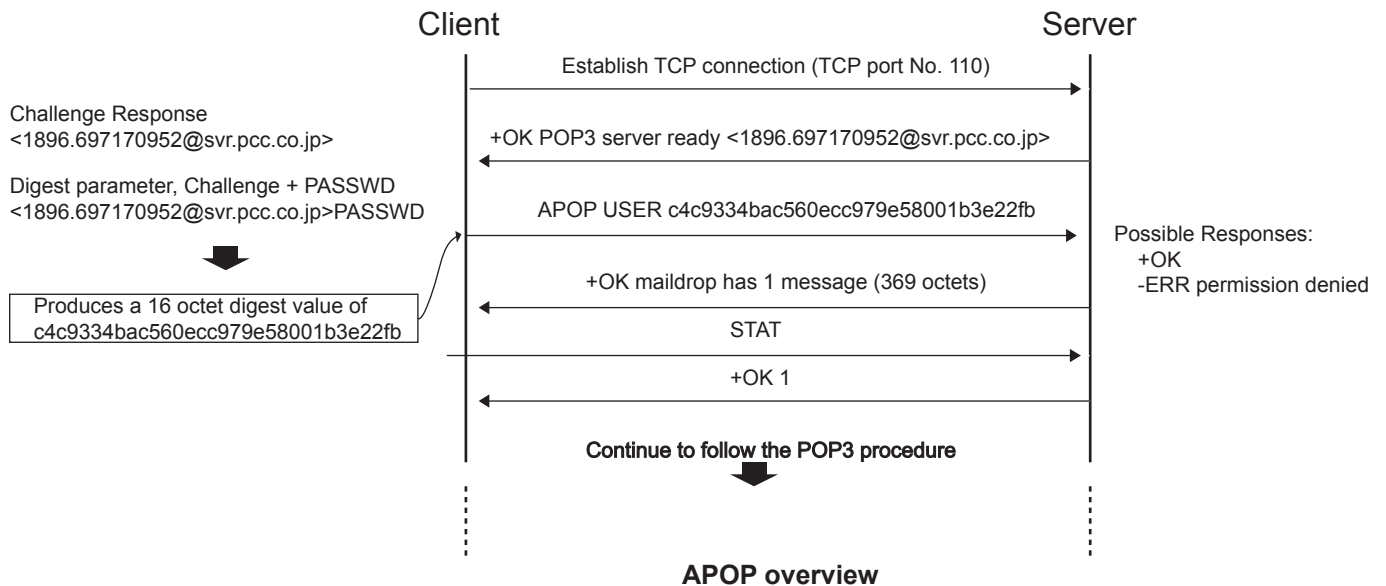 Client
Server
Establish TCP connection (TCP port No. 110)
Challenge Response
<1896.697170952@svr.pcc.co.jp>
+OK POP3 server ready <1896.697170952@svr.pcc.co.jp>
Digest parameter, Challenge + PASSWD
<1896.697170952@svr.pcc.co.jp>PASSWD
APOP USER c4c9334bac560ecc979e58001b3e22fb
Possible Responses:
+OK
-ERR permission denied
+OK maildrop has 1 message (369 octets)
Produces a 16 octet digest value of
c4c9334bac560ecc979e58001b3e22fb
STAT
+OK 1
Continue to follow the POP3 procedure
APOP overview